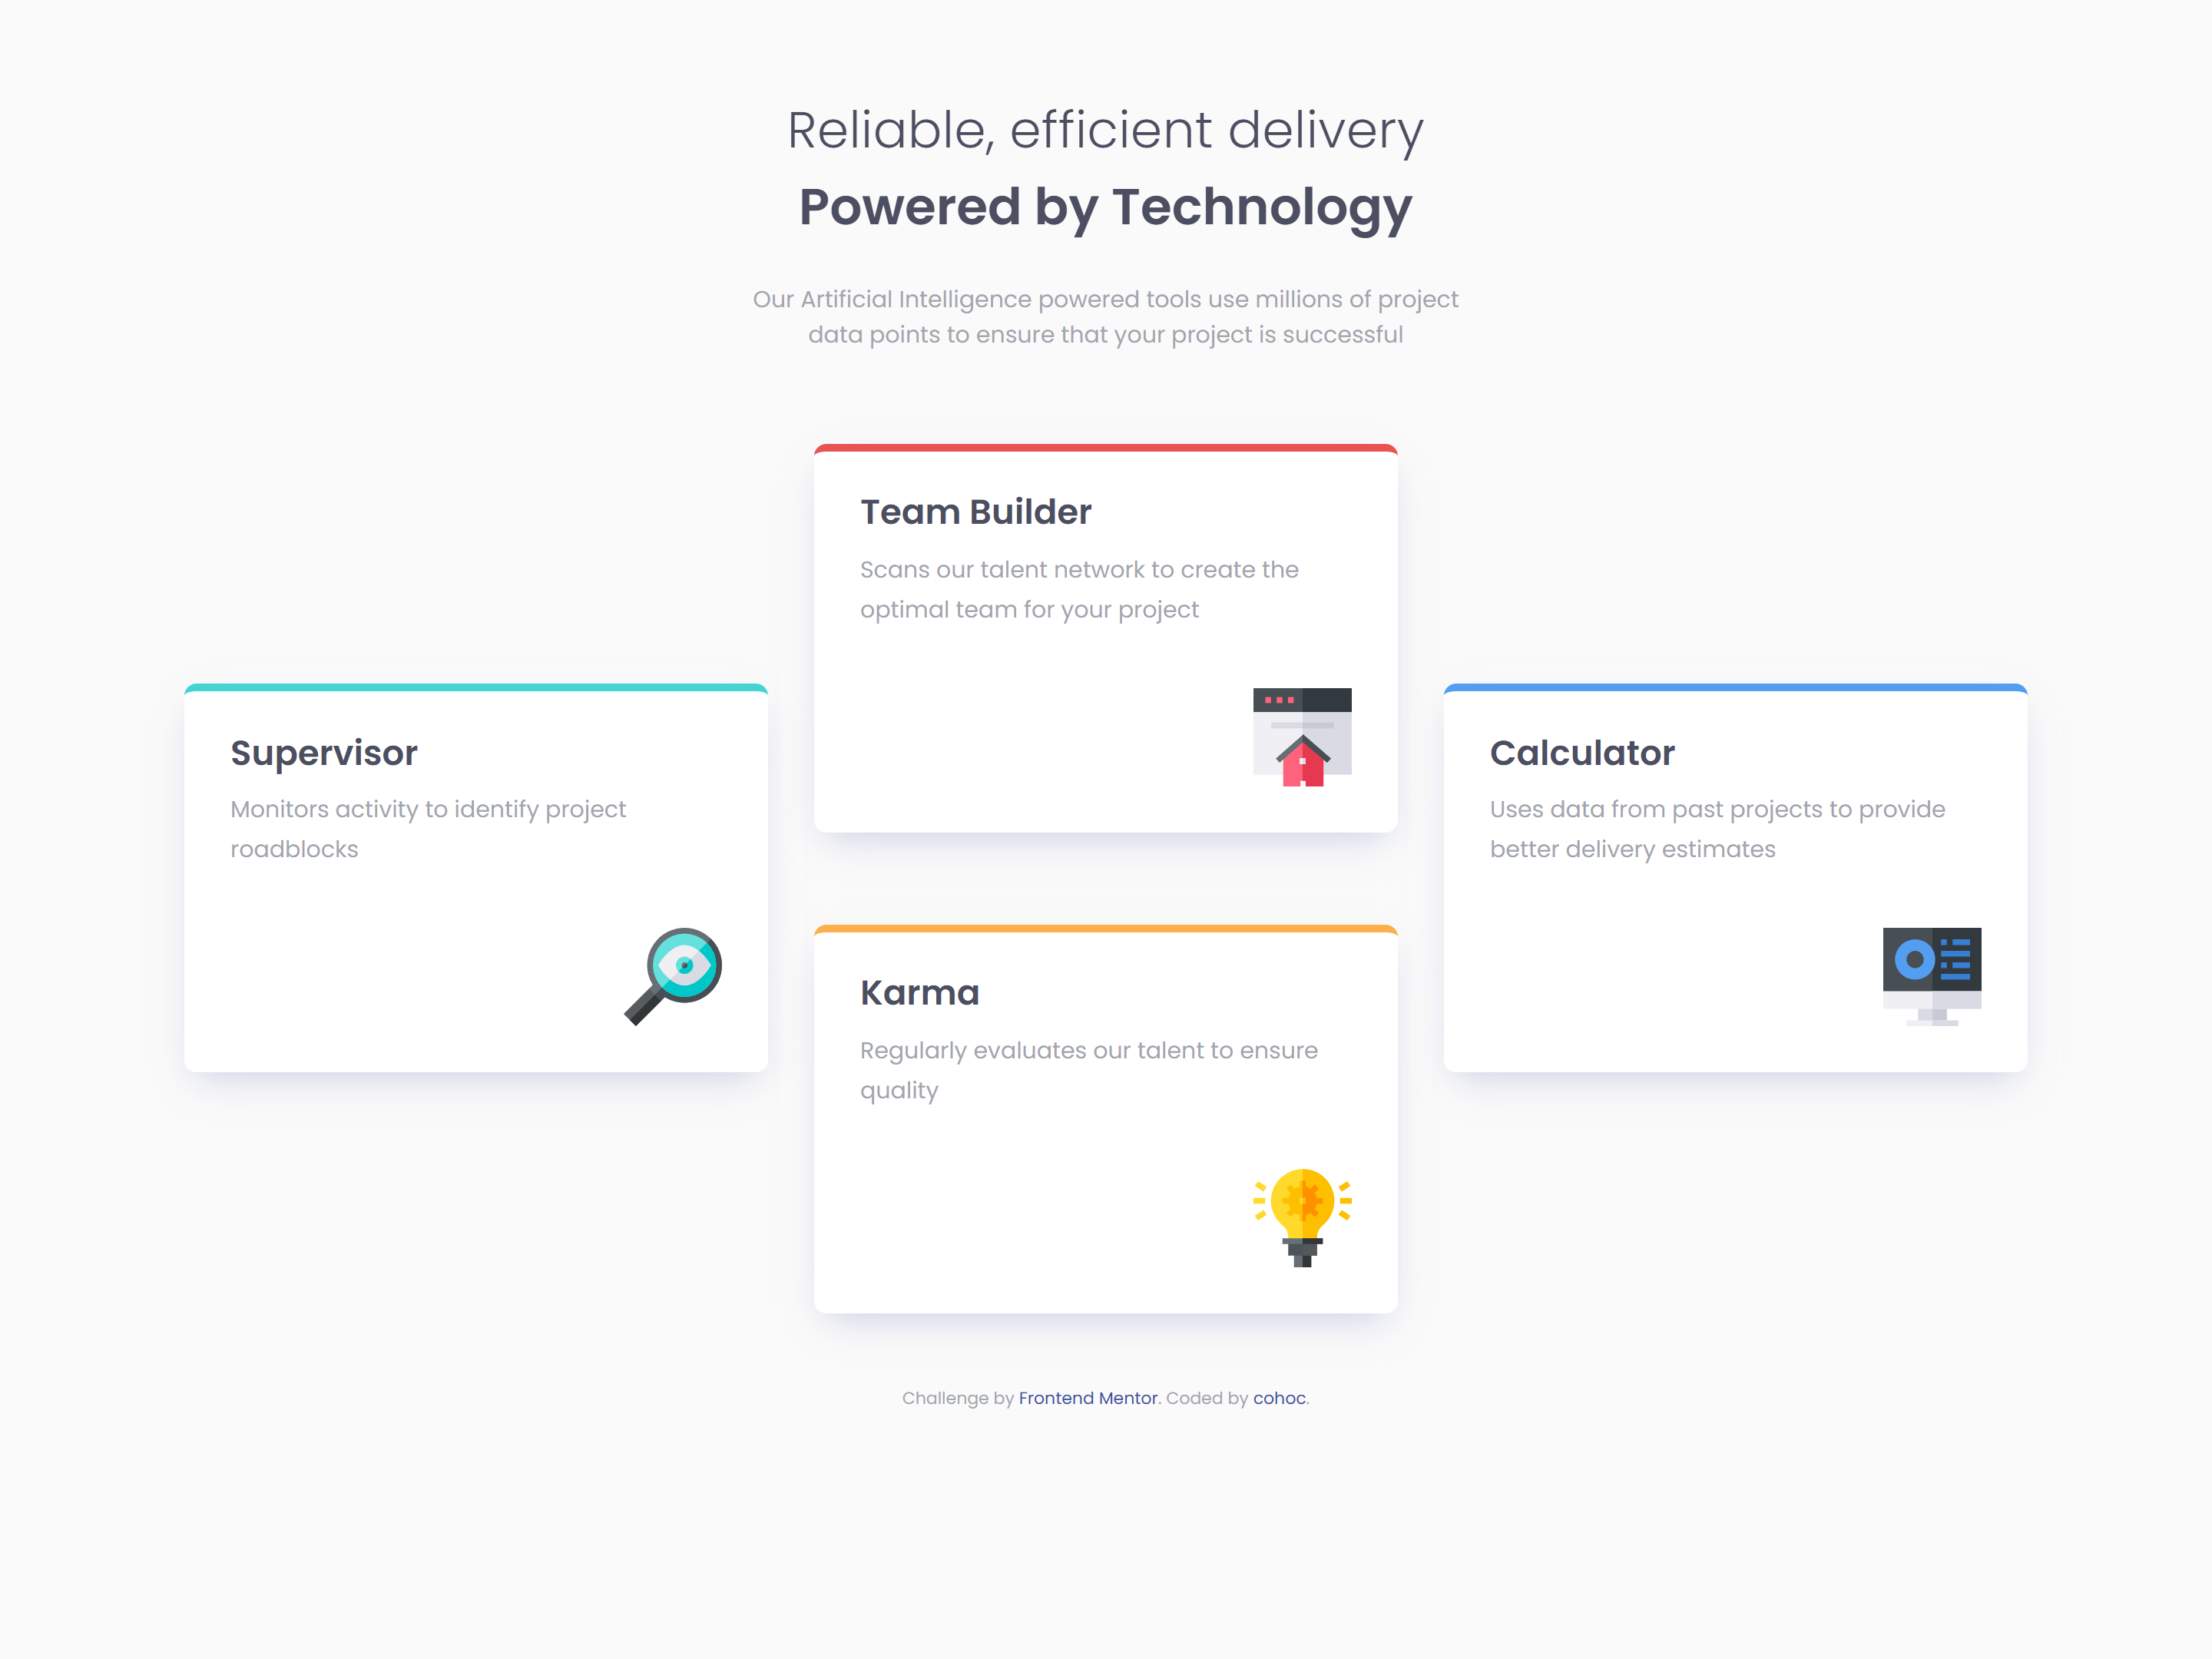 Reliable, efficient delivery
Powered by Technology
Our Artificial Intelligence powered tools use millions of project
data points to ensure that your project is successful
Supervisor
Monitors activity to identify project
roadblocks
Team Builder
Scans our talent network to create the
optimal team for your project
Karma
Regularly evaluates our talent to ensure
quality
Calculator
Uses data from past projects to provide
better delivery estimates
Challenge by Frontend Mentor. Coded by cohoc.